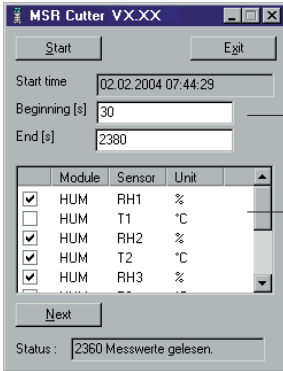 MSR Cutter VX.XX
Start Exit
Start time 02.02.2004 07:44:29
Beginning [s] 30
End [s] 2380
Module Sensor Unit
HUM RH1 %
HUM T1 °C
HUM RH2 %
HUM T2 °C
HUM RH3 %
Next
Status : 2360 Messwerte gelesen.